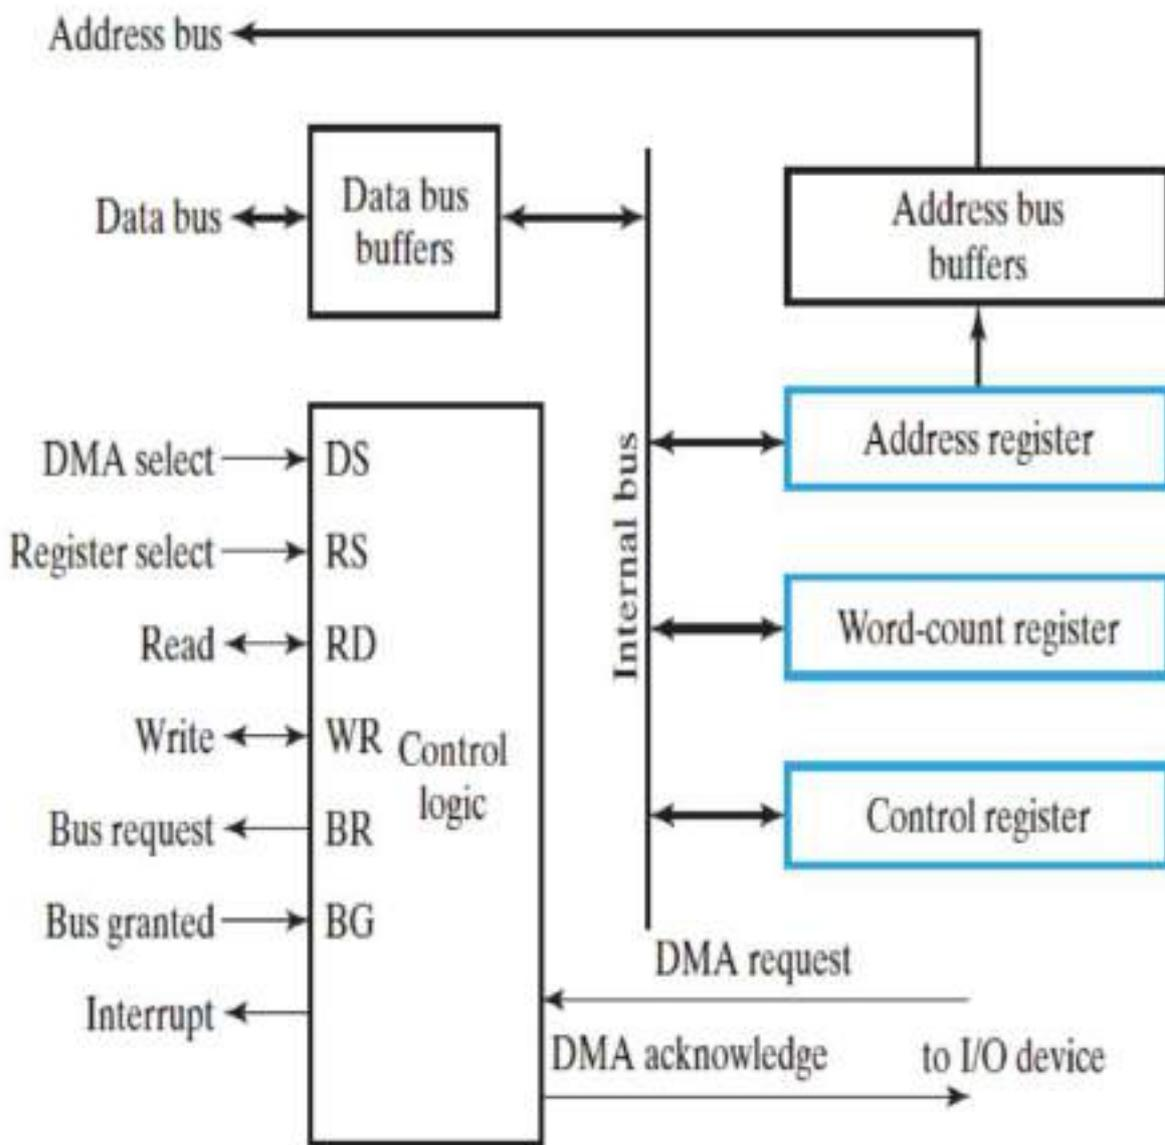 Address bus
Data bus
Data bus
buffers
Address bus
buffers
Internal bus
Address register
Word-count register
Control register
DMA select
DS
Register select
RS
Read
RD
Write
WR
Control
logic
Bus request
BR
Bus granted
BG
Interrupt
DMA request
DMA acknowledge
to I/O device